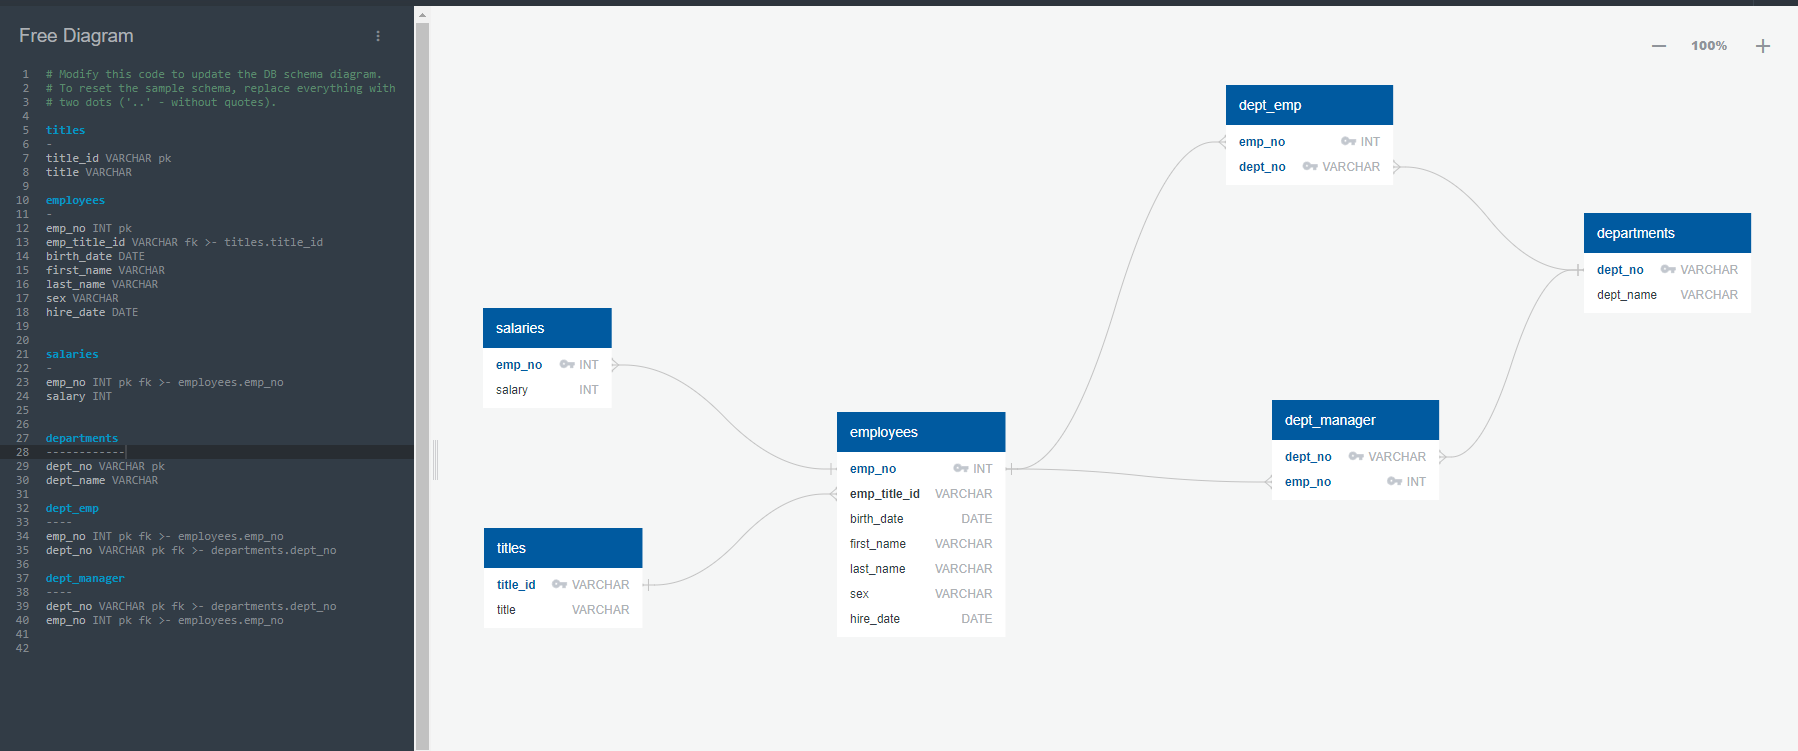 Free Diagram
1 # Modify this code to update the DB schema diagram.
2 # To reset the sample schema, replace everything with
3 # two dots ('..' - without quotes).
4
5 titles
6 -
7 title_id VARCHAR pk
8 title VARCHAR
9
10 employees
11 -
12 emp_no INT pk
13 emp_title_id VARCHAR fk >- titles.title_id
14 birth_date DATE
15 first_name VARCHAR
16 last_name VARCHAR
17 sex VARCHAR
18 hire_date DATE
19
20
21 salaries
22 -
23 emp_no INT pk fk >- employees.emp_no
24 salary INT
25
26
27 departments
28 ------------
29 dept_no VARCHAR pk
30 dept_name VARCHAR
31
32 dept_emp
33 ----
34 emp_no INT pk fk >- employees.emp_no
35 dept_no VARCHAR pk fk >- departments.dept_no
36
37 dept_manager
38 ----
39 dept_no VARCHAR pk fk >- departments.dept_no
40 emp_no INT pk fk >- employees.emp_no
41
42
100%
dept_emp
emp_no INT
dept_no VARCHAR
departments
dept_no VARCHAR
dept_name VARCHAR
salaries
emp_no INT
salary INT
employees
emp_no INT
emp_title_id VARCHAR
birth_date DATE
first_name VARCHAR
last_name VARCHAR
sex VARCHAR
hire_date DATE
dept_manager
dept_no VARCHAR
emp_no INT
titles
title_id VARCHAR
title VARCHAR